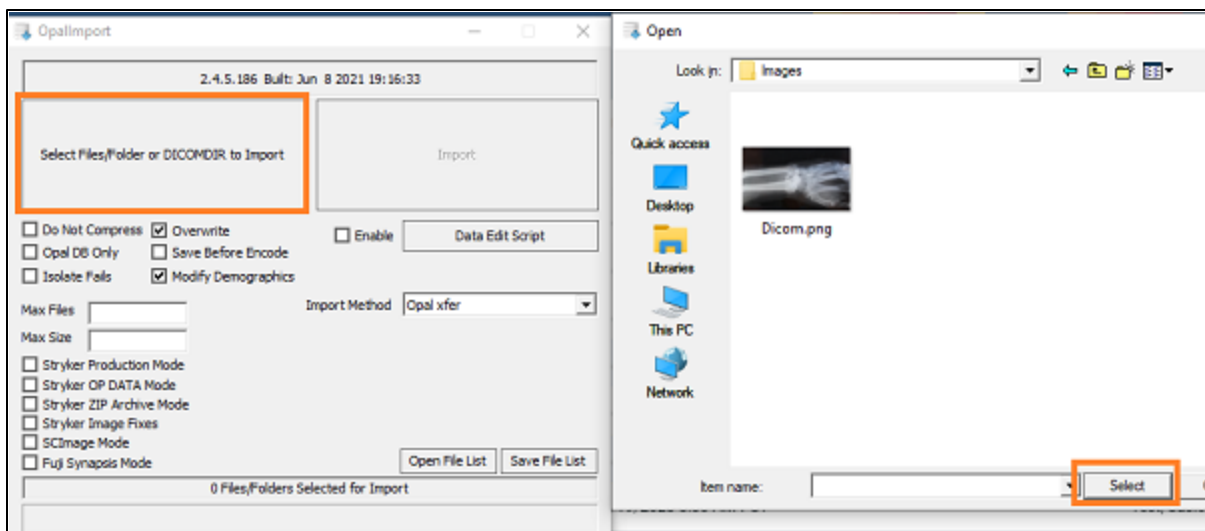 OpalImport
2.4.5.186 Built: Jun 8 2021 19:16:33
Select Files/Folder or DICOMDIR to Import
Import
Do Not Compress
Overwrite
Enable
Data Edit Script
Opal DB Only
Save Before Encode
Isolate Fails
Modify Demographics
Max Files
Import Method
Opal xfer
Max Size
Stryker Production Mode
Stryker OP DATA Mode
Stryker ZIP Archive Mode
Stryker Image Fixes
SCImage Mode
Fuji Synapsis Mode
Open File List
Save File List
0 Files/Folders Selected for Import
Open
Look in:
Images
Quick access
Desktop
Libraries
This PC
Network
Dicom.png
Item name:
Select